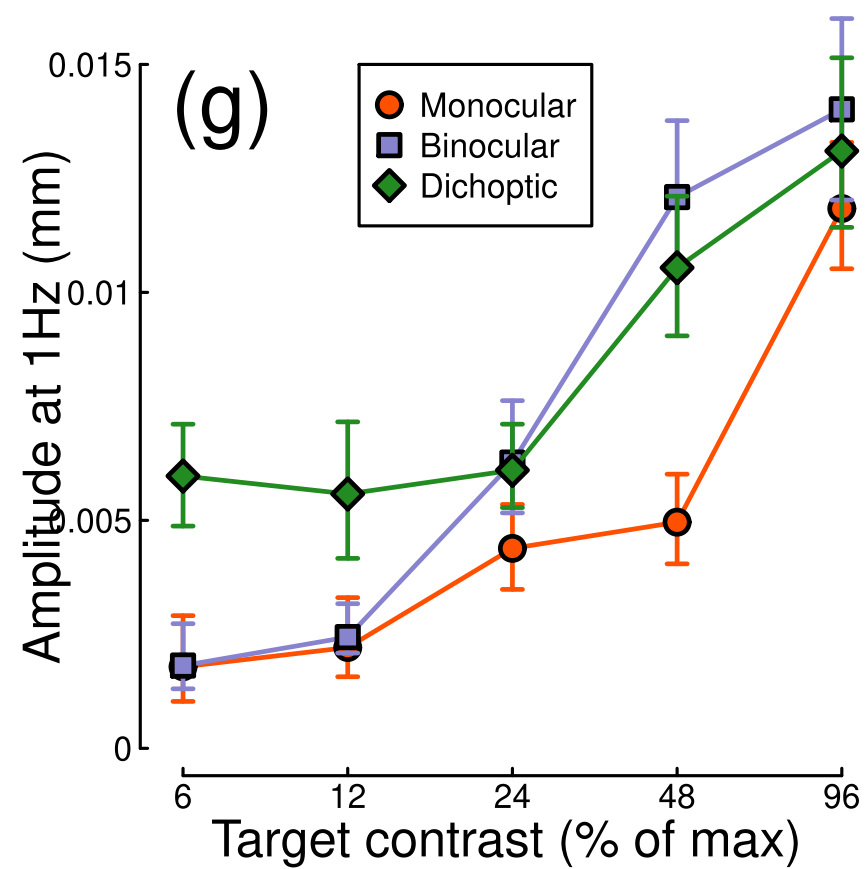 (g)
Monocular
Binocular
Dichoptic
Amplitude at 1Hz (mm)
0.015
0.01
0.005
0
6 12 24 48 96
Target contrast (% of max)